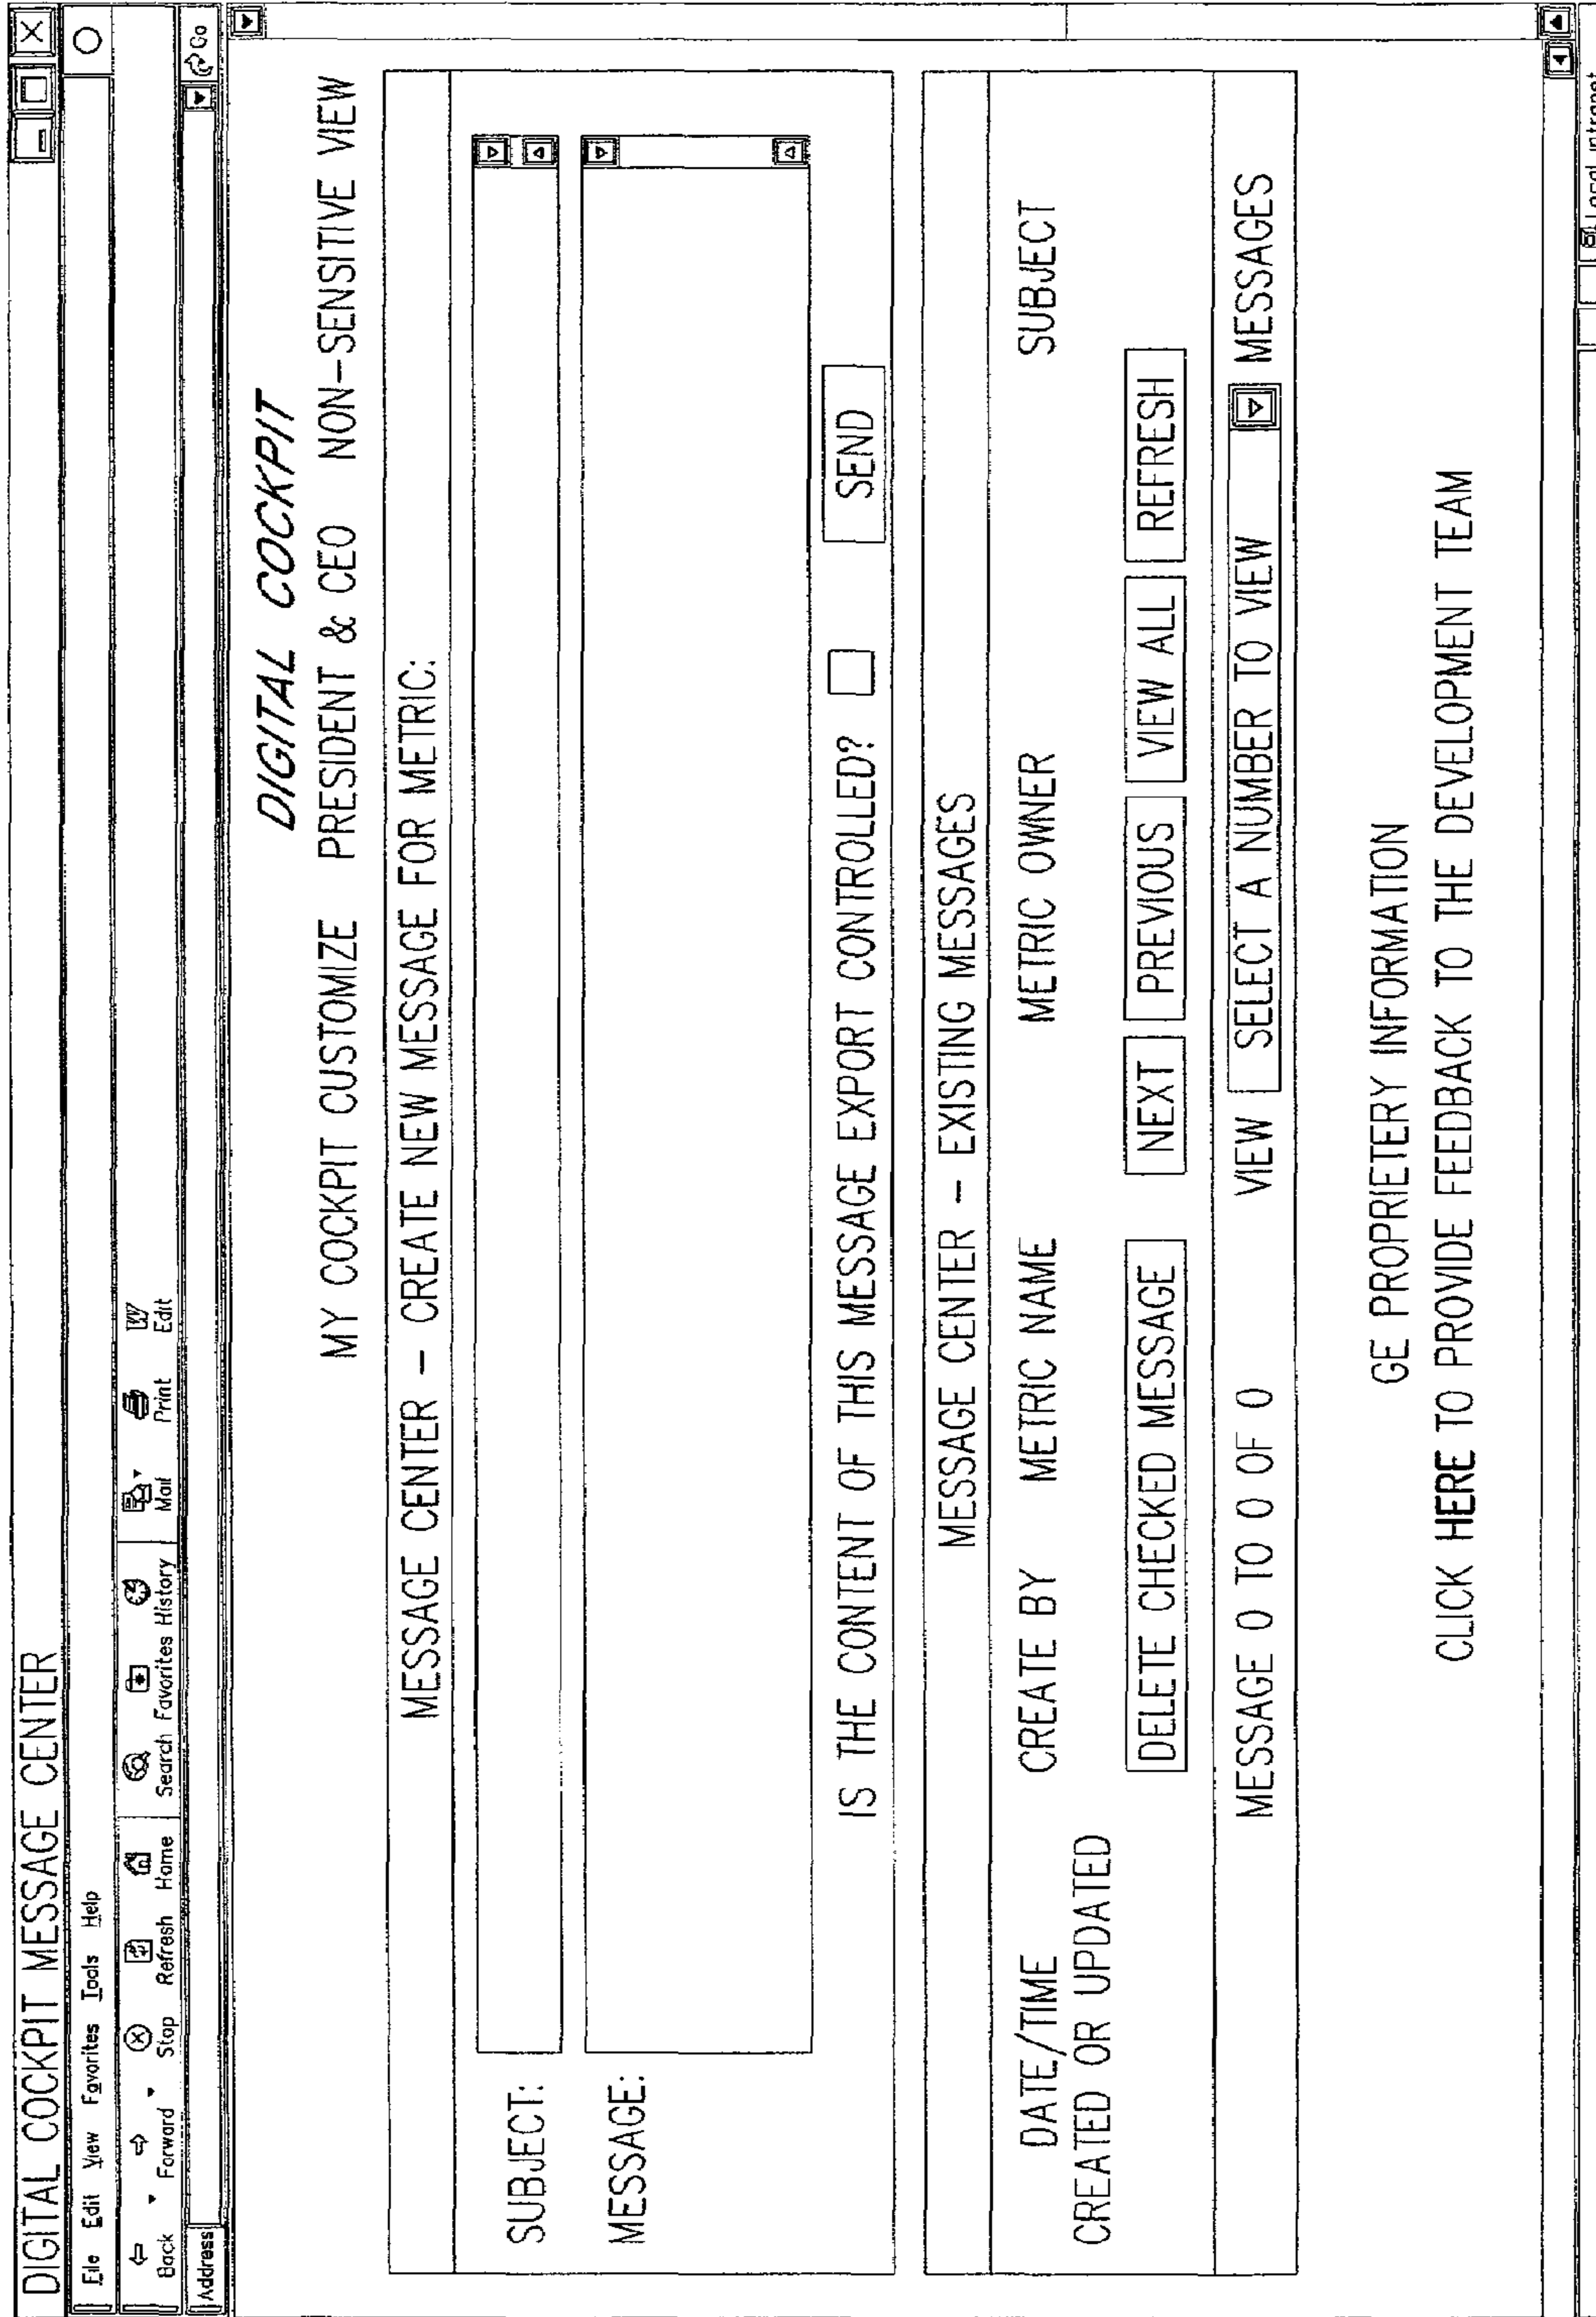 DIGITAL COCKPIT MESSAGE CENTER
File Edit View Favorites Tools Help
Back Forward Stop Refresh Home Search Favorites History Mail Print Edit
Address Go
DIGITAL COCKPIT
MY COCKPIT CUSTOMIZE PRESIDENT & CEO NON-SENSITIVE VIEW
MESSAGE CENTER - CREATE NEW MESSAGE FOR METRIC:
SUBJECT:
MESSAGE:
IS THE CONTENT OF THIS MESSAGE EXPORT CONTROLLED? SEND
MESSAGE CENTER - EXISTING MESSAGES
DATE/TIME CREATE BY METRIC NAME METRIC OWNER SUBJECT
CREATED OR UPDATED
DELETE CHECKED MESSAGE NEXT PREVIOUS VIEW ALL REFRESH
MESSAGE 0 TO 0 OF 0 VIEW SELECT A NUMBER TO VIEW MESSAGES
GE PROPRIETERY INFORMATION
CLICK HERE TO PROVIDE FEEDBACK TO THE DEVELOPMENT TEAM
Local intranet